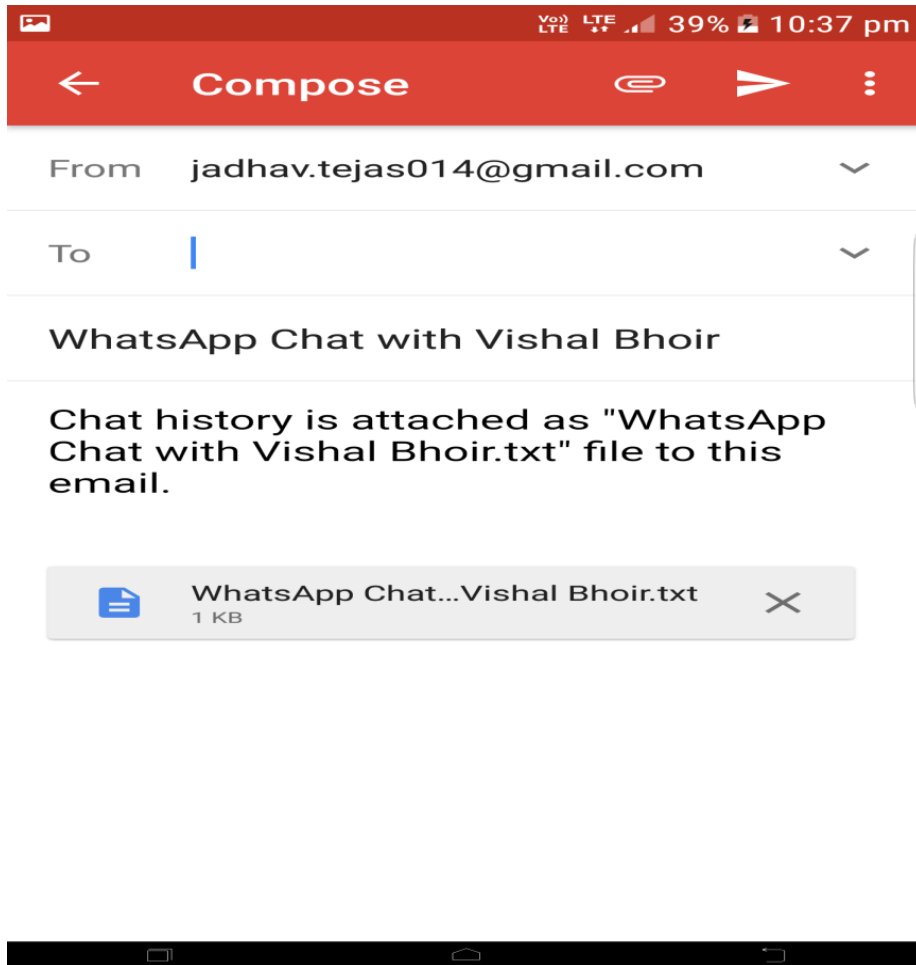 Vo)) LTE LTE 39% 10:37 pm
Compose
From jadhav.tejas014@gmail.com
To
WhatsApp Chat with Vishal Bhoir
Chat history is attached as "WhatsApp
Chat with Vishal Bhoir.txt" file to this
email.
WhatsApp Chat...Vishal Bhoir.txt
1 KB